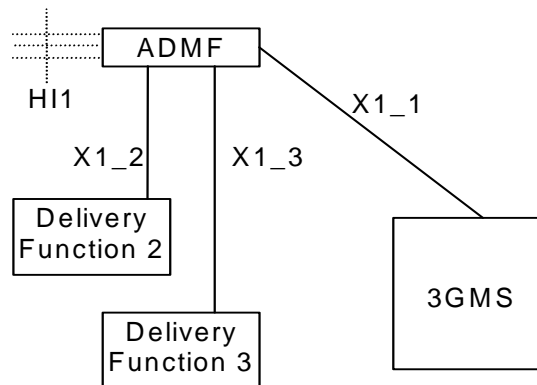 ADMF
HI1
X1_1
X1_2
X1_3
Delivery
Function 2
3GMS
Delivery
Function 3